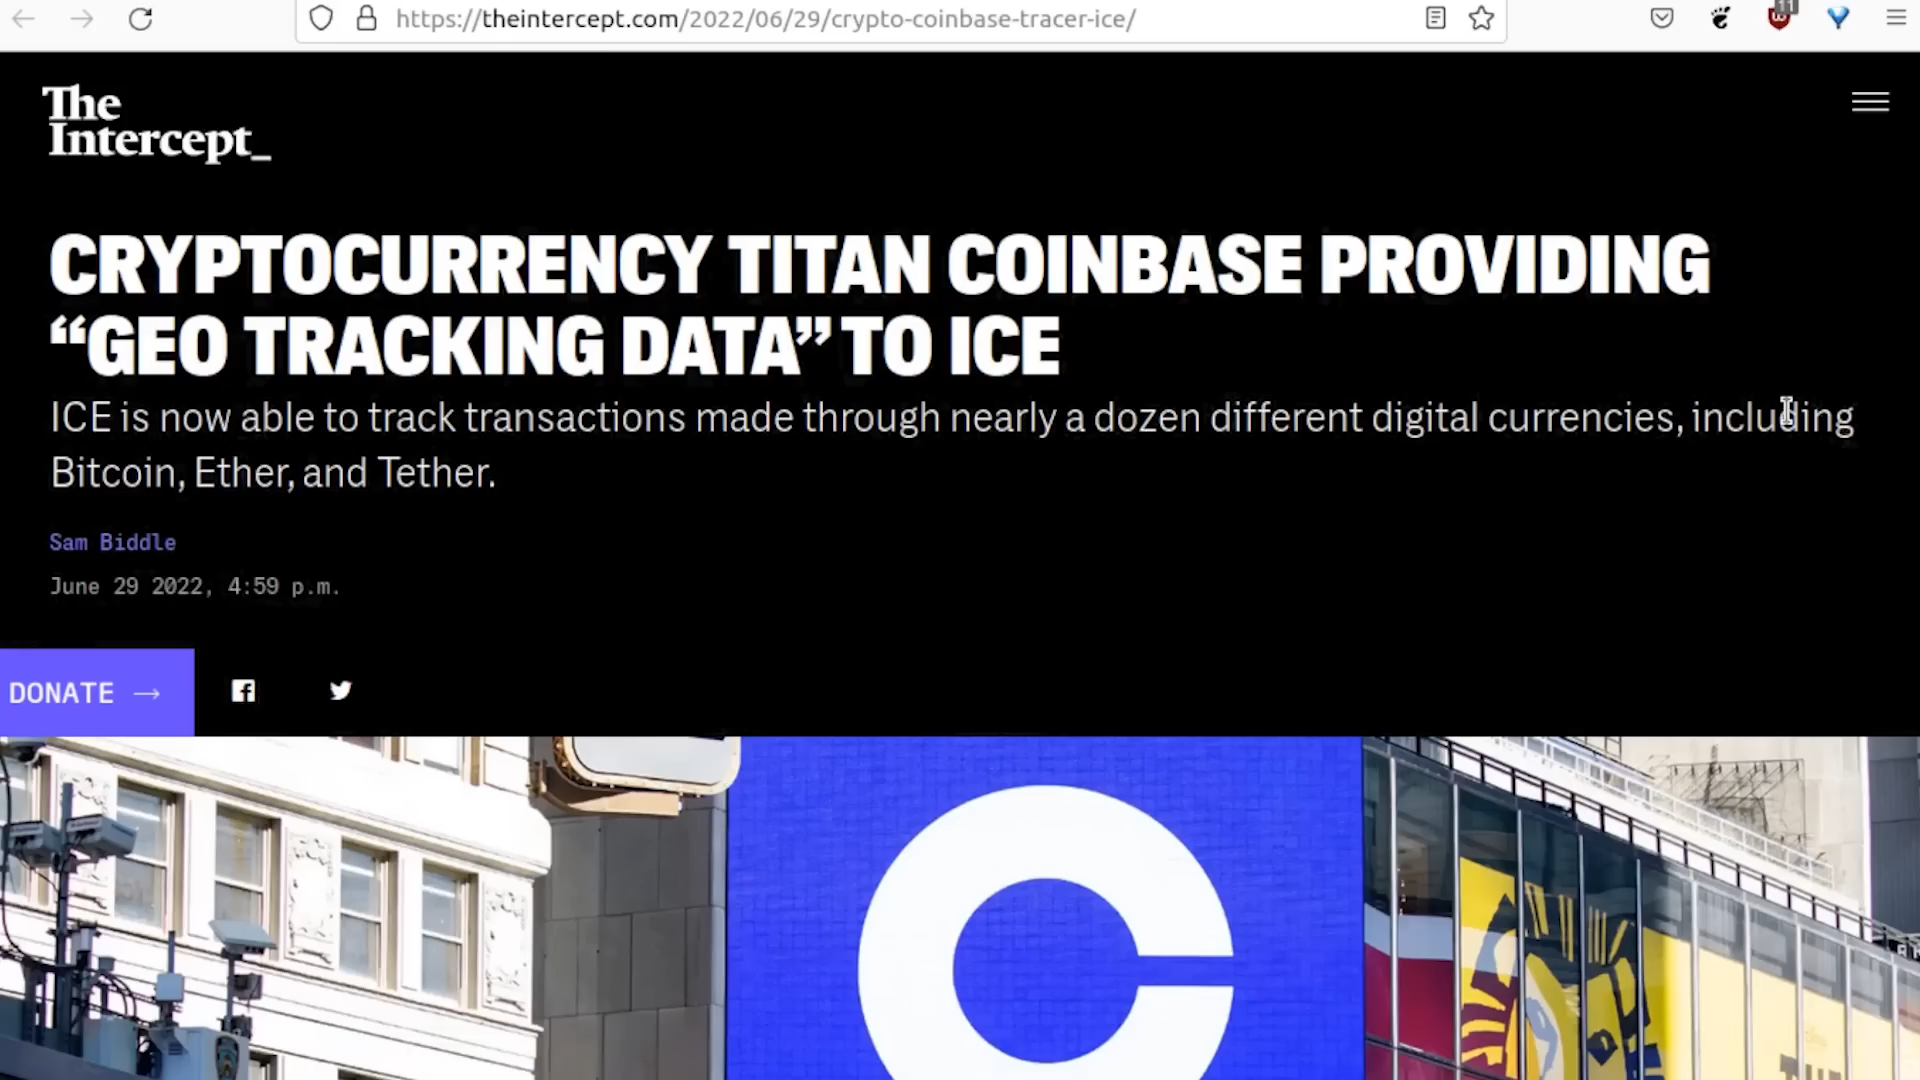 https://theintercept.com/2022/06/29/crypto-coinbase-tracer-ice/
11
The
Intercept_
CRYPTOCURRENCY TITAN COINBASE PROVIDING
“GEO TRACKING DATA” TO ICE
ICE is now able to track transactions made through nearly a dozen different digital currencies, including
Bitcoin, Ether, and Tether.
Sam Biddle
June 29 2022, 4:59 p.m.
DONATE →